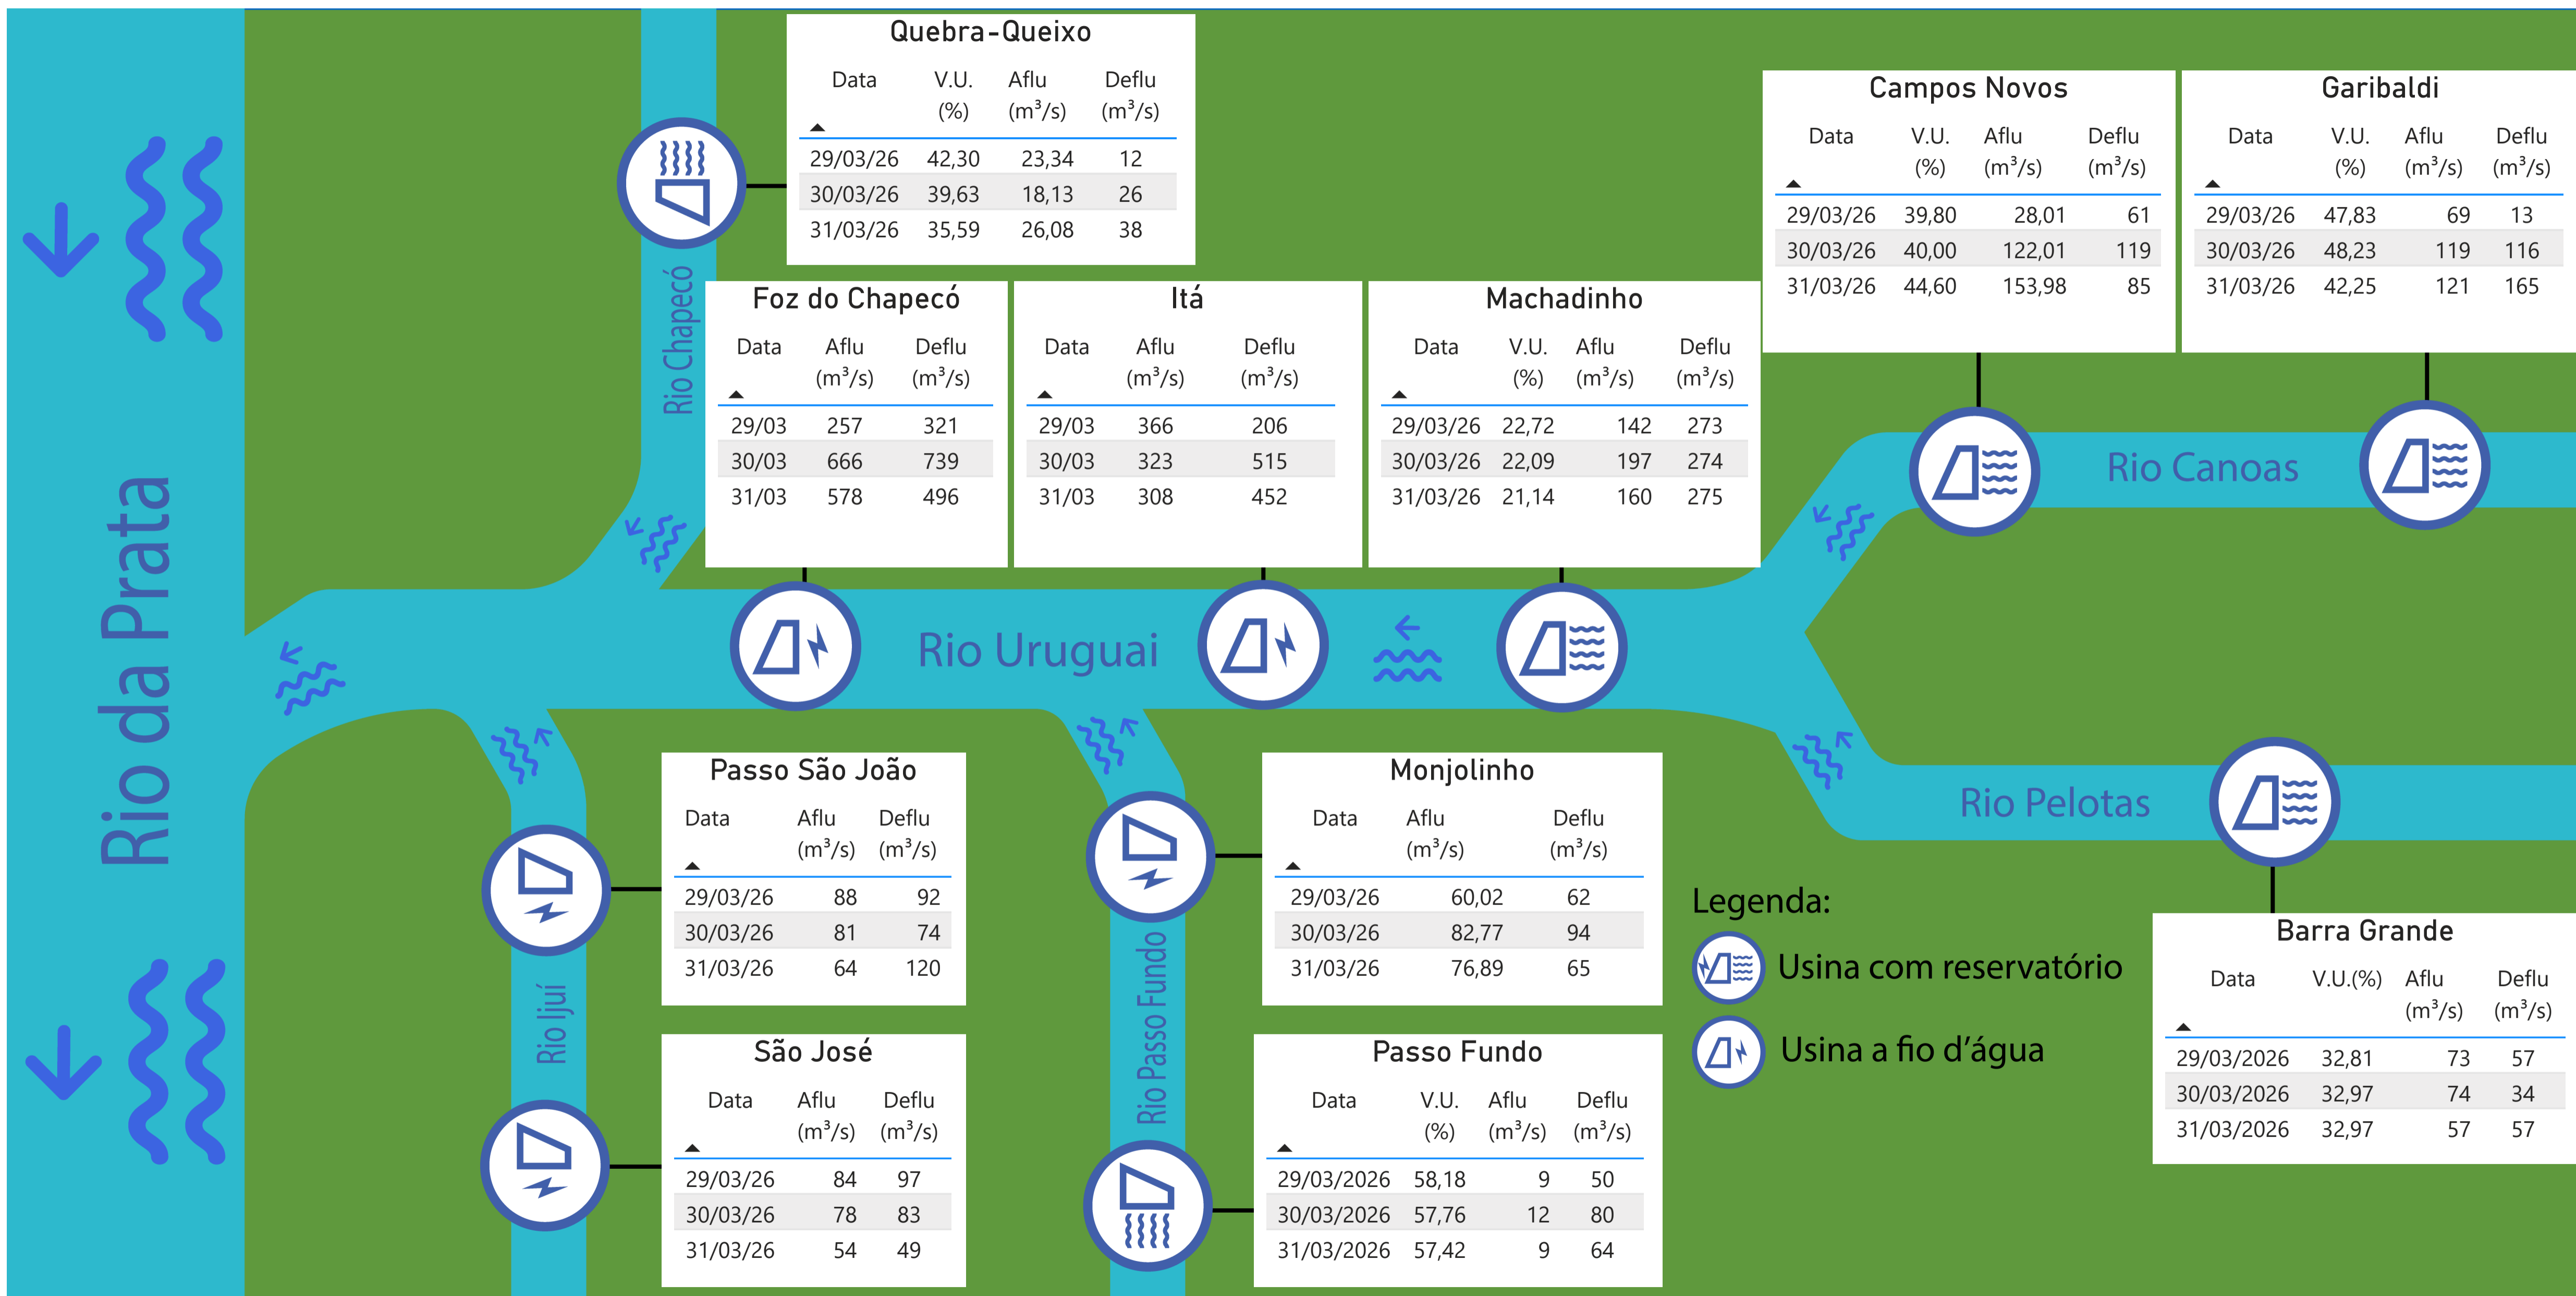 Quebra-Queixo
Data V.U. (%) Aflu (m³/s) Deflu (m³/s)
29/03/26 42,30 23,34 12
30/03/26 39,63 18,13 26
31/03/26 35,59 26,08 38
Campos Novos
Data V.U. (%) Aflu (m³/s) Deflu (m³/s)
29/03/26 39,80 28,01 61
30/03/26 40,00 122,01 119
31/03/26 44,60 153,98 85
Garibaldi
Data V.U. (%) Aflu (m³/s) Deflu (m³/s)
29/03/26 47,83 69 13
30/03/26 48,23 119 116
31/03/26 42,25 121 165
Foz do Chapecó
Data Aflu (m³/s) Deflu (m³/s)
29/03 257 321
30/03 666 739
31/03 578 496
Itá
Data Aflu (m³/s) Deflu (m³/s)
29/03 366 206
30/03 323 515
31/03 308 452
Machadinho
Data V.U. (%) Aflu (m³/s) Deflu (m³/s)
29/03/26 22,72 142 273
30/03/26 22,09 197 274
31/03/26 21,14 160 275
Rio Chapecó
Rio Canoas
Rio da Prata
Rio Uruguai
Rio Pelotas
Passo São João
Data Aflu (m³/s) Deflu (m³/s)
29/03/26 88 92
30/03/26 81 74
31/03/26 64 120
Monjolinho
Data Aflu (m³/s) Deflu (m³/s)
29/03/26 60,02 62
30/03/26 82,77 94
31/03/26 76,89 65
Legenda:
Usina com reservatório
Usina a fio d'água
Barra Grande
Data V.U.(%) Aflu (m³/s) Deflu (m³/s)
29/03/2026 32,81 73 57
30/03/2026 32,97 74 34
31/03/2026 32,97 57 57
Rio Ijuí
Rio Passo Fundo
São José
Data Aflu (m³/s) Deflu (m³/s)
29/03/26 84 97
30/03/26 78 83
31/03/26 54 49
Passo Fundo
Data V.U. (%) Aflu (m³/s) Deflu (m³/s)
29/03/2026 58,18 9 50
30/03/2026 57,76 12 80
31/03/2026 57,42 9 64